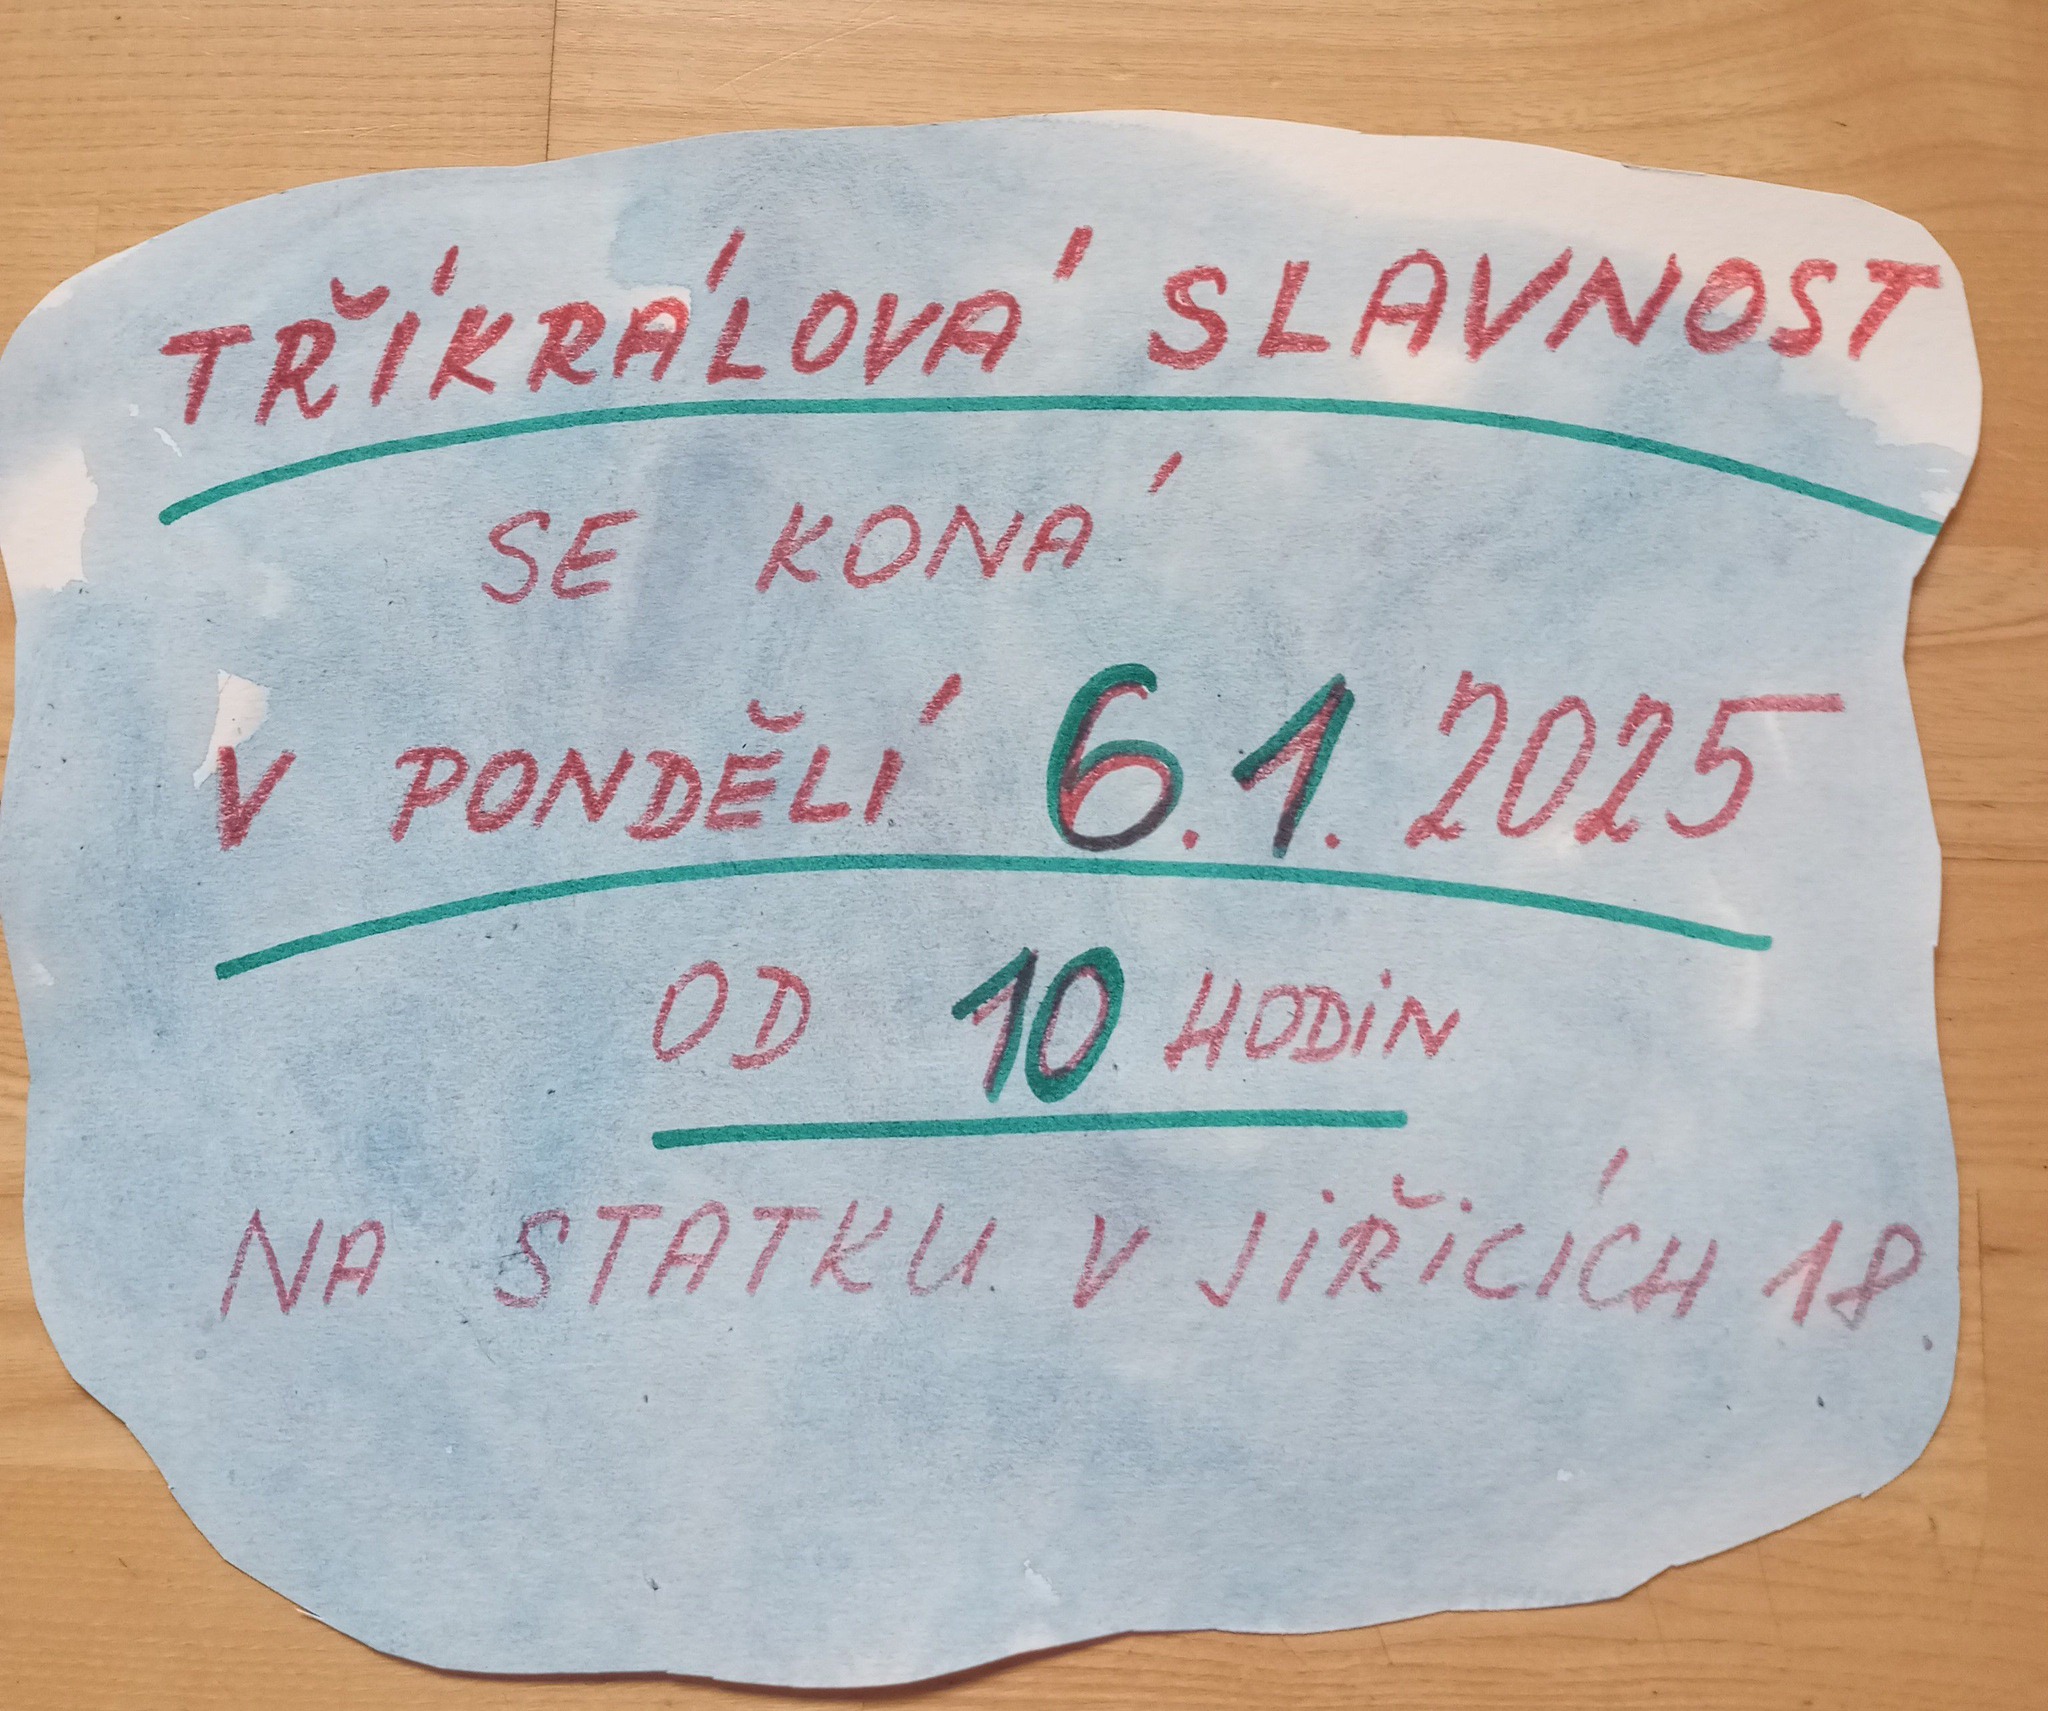 TŘÍKRÁLOVÁ SLAVNOST
SE KONÁ
V PONDĚLÍ 6.1.2025
OD 10 HODIN
NA STATKU V JIŘICÍCH 18.